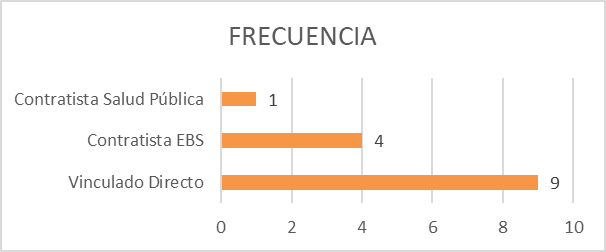 FRECUENCIA
Contratista Salud Pública 1
Contratista EBS 4
Vinculado Directo 9
0 2 4 6 8 10